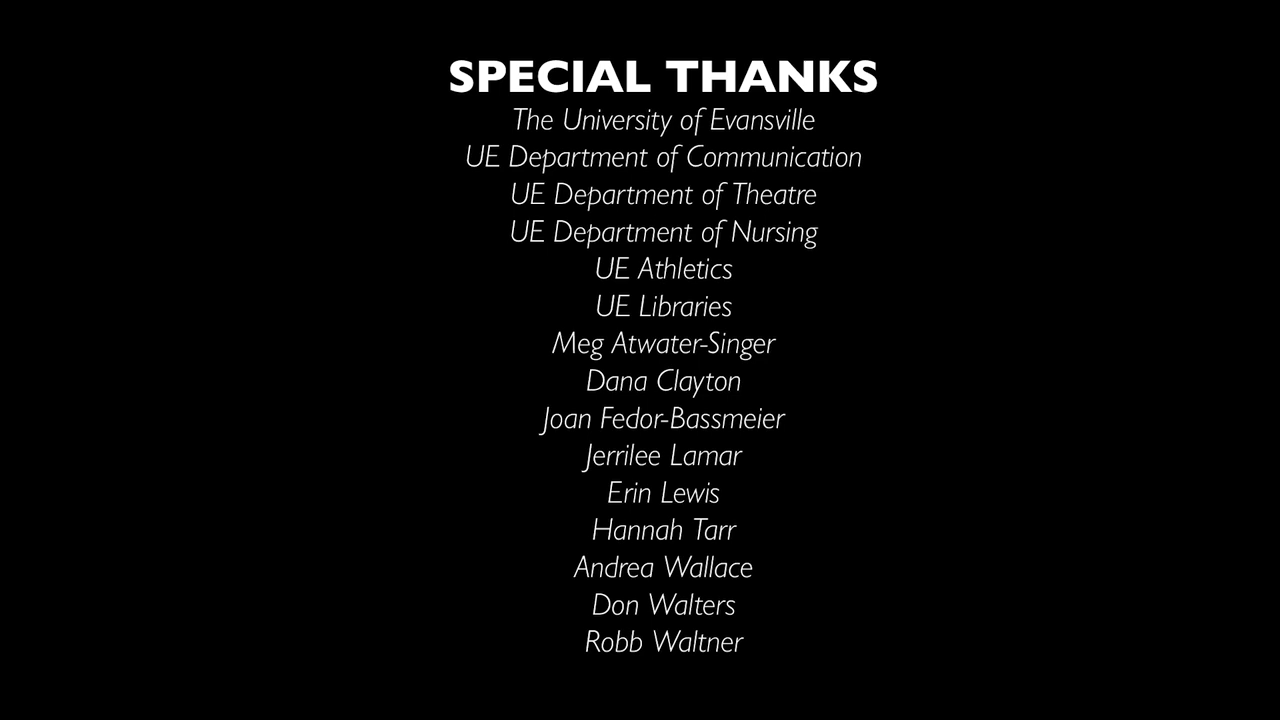 SPECIAL THANKS
The University of Evansville
UE Department of Communication
UE Department of Theatre
UE Department of Nursing
UE Athletics
UE Libraries
Meg Atwater-Singer
Dana Clayton
Joan Fedor-Bassmeier
Jerrilee Lamar
Erin Lewis
Hannah Tarr
Andrea Wallace
Don Walters
Robb Waltner